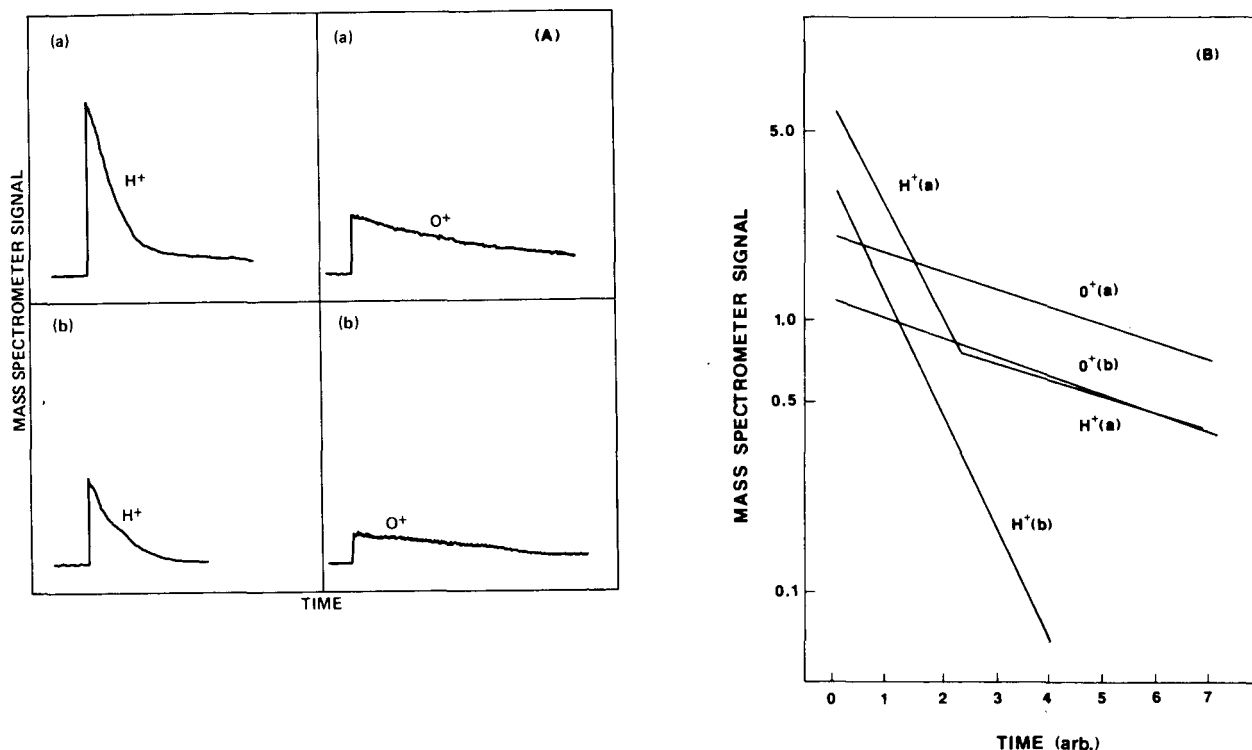 (a)
(a)
(A)
H+
O+
(b)
(b)
H+
O+
MASS SPECTROMETER SIGNAL
TIME
(B)
5.0
1.0
0.5
0.1
H+(a)
O+(a)
O+(b)
H+(a)
H+(b)
MASS SPECTROMETER SIGNAL
0 1 2 3 4 5 6 7
TIME (arb.)